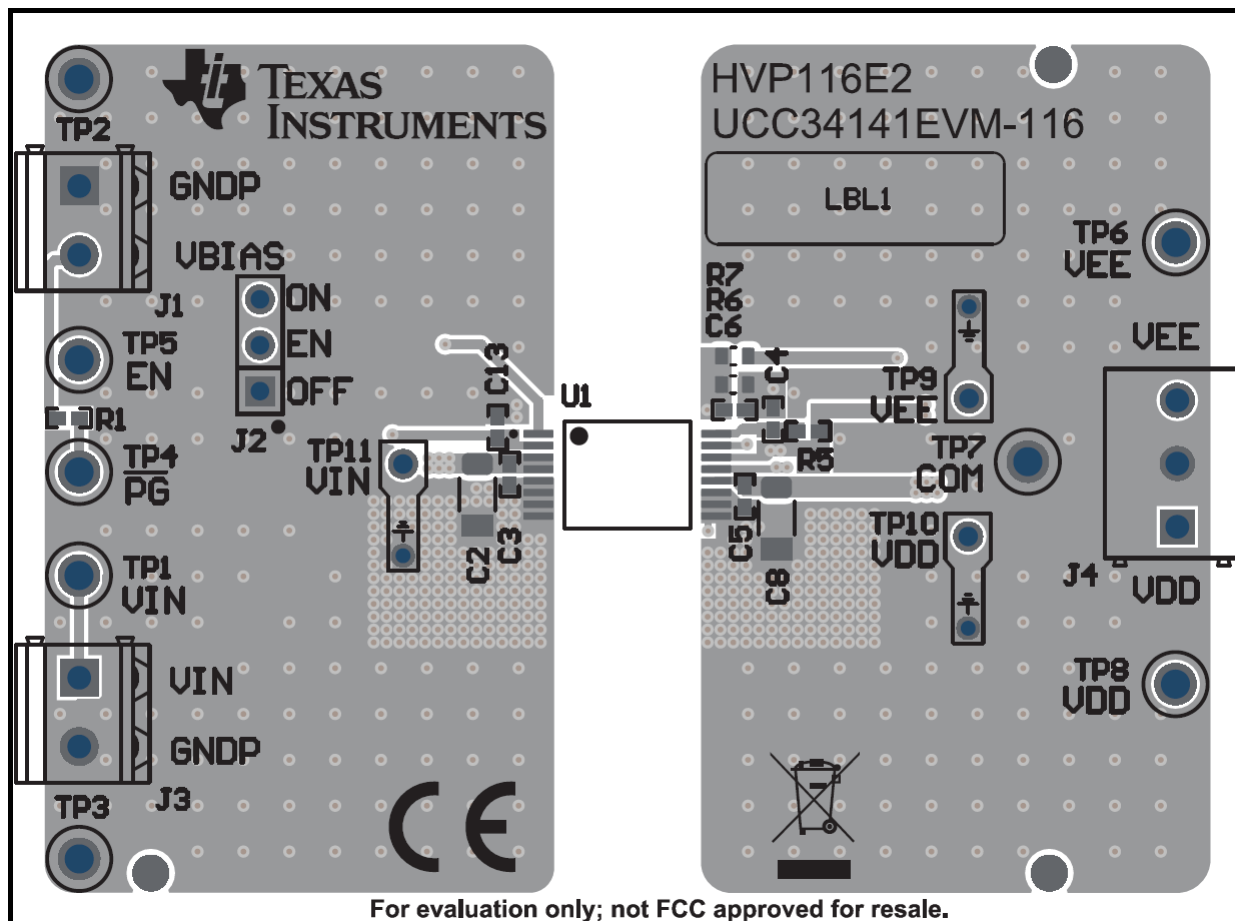 TEXAS
INSTRUMENTS
HVP116E2
UCC34141EVM-116
LBL1
TP2
GNDP
VBIAS
J1
ON
EN
OFF
J2
TP5
EN
R1
TP4
PG
TP11
VIN
C13
C2
C3
U1
TP1
VIN
VIN
GNDP
J3
TP3
R7
R6
C6
C4
R5
C5
C8
TP9
VEE
TP7
COM
TP10
VDD
TP6
VEE
VEE
J4
VDD
TP8
VDD
CE
For evaluation only; not FCC approved for resale.